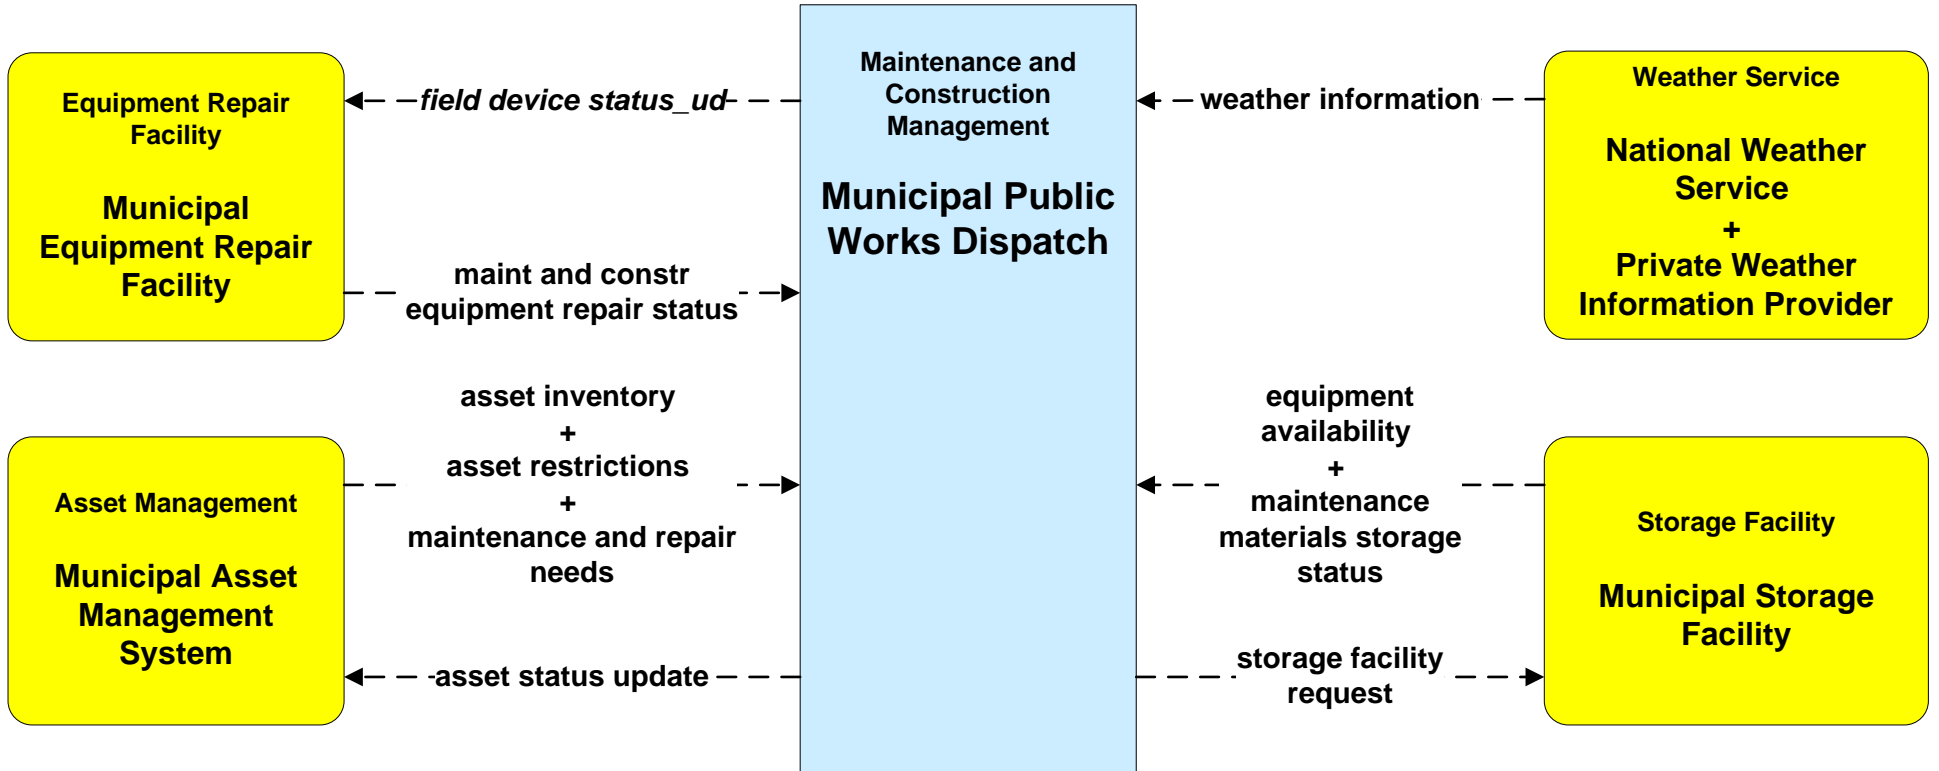 Equipment Repair
Facility
Municipal
Equipment Repair
Facility
field device status_ud
maint and constr
equipment repair status
Asset Management
Municipal Asset
Management
System
asset inventory
+
asset restrictions
+
maintenance and repair
needs
asset status update
Maintenance and
Construction
Management
Municipal Public
Works Dispatch
weather information
Weather Service
National Weather
Service
+
Private Weather
Information Provider
equipment
availability
+
maintenance
materials storage
status
storage facility
request
Storage Facility
Municipal Storage
Facility